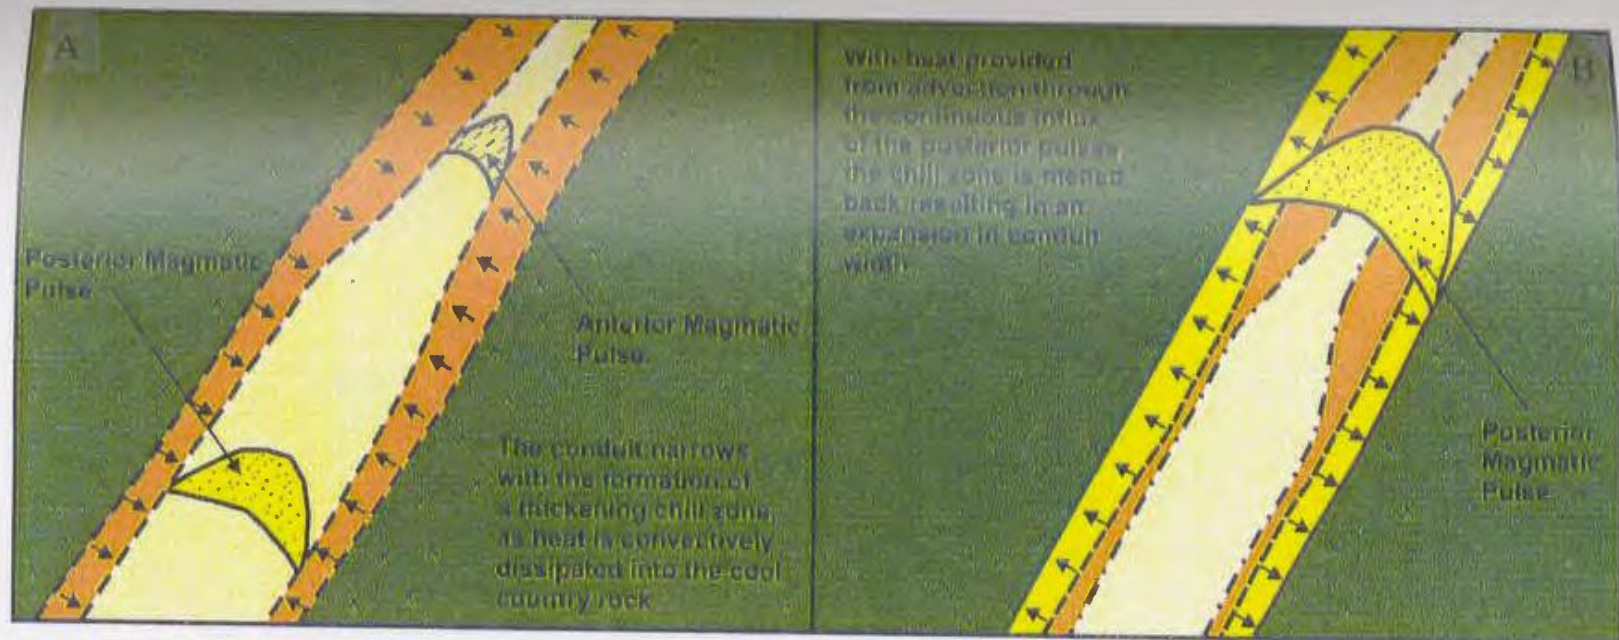 A
Posterior Magmatic
Pulse
Anterior Magmatic
Pulse.
The conduit narrows
with the formation of
a thickening chill zone
as heat is convectively
dissipated into the cool
country rock
With heat provided
from advection through
the continuous influx
of the posterior pulses
the chill zone is melted
back resulting in an
expansion in conduit
width
B
Posterior
Magmatic
Pulse